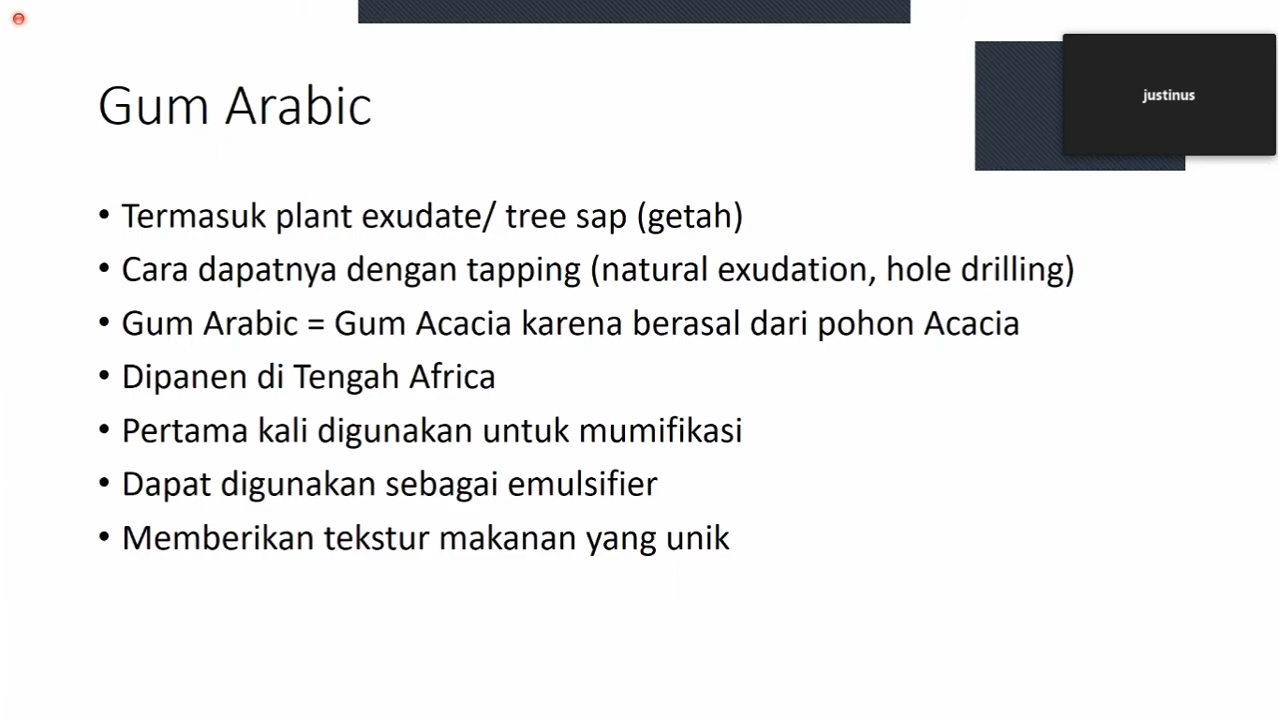 justinus
Gum Arabic
• Termasuk plant exudate/ tree sap (getah)
• Cara dapatnya dengan tapping (natural exudation, hole drilling)
• Gum Arabic = Gum Acacia karena berasal dari pohon Acacia
• Dipanen di Tengah Africa
• Pertama kali digunakan untuk mumifikasi
• Dapat digunakan sebagai emulsifier
• Memberikan tekstur makanan yang unik